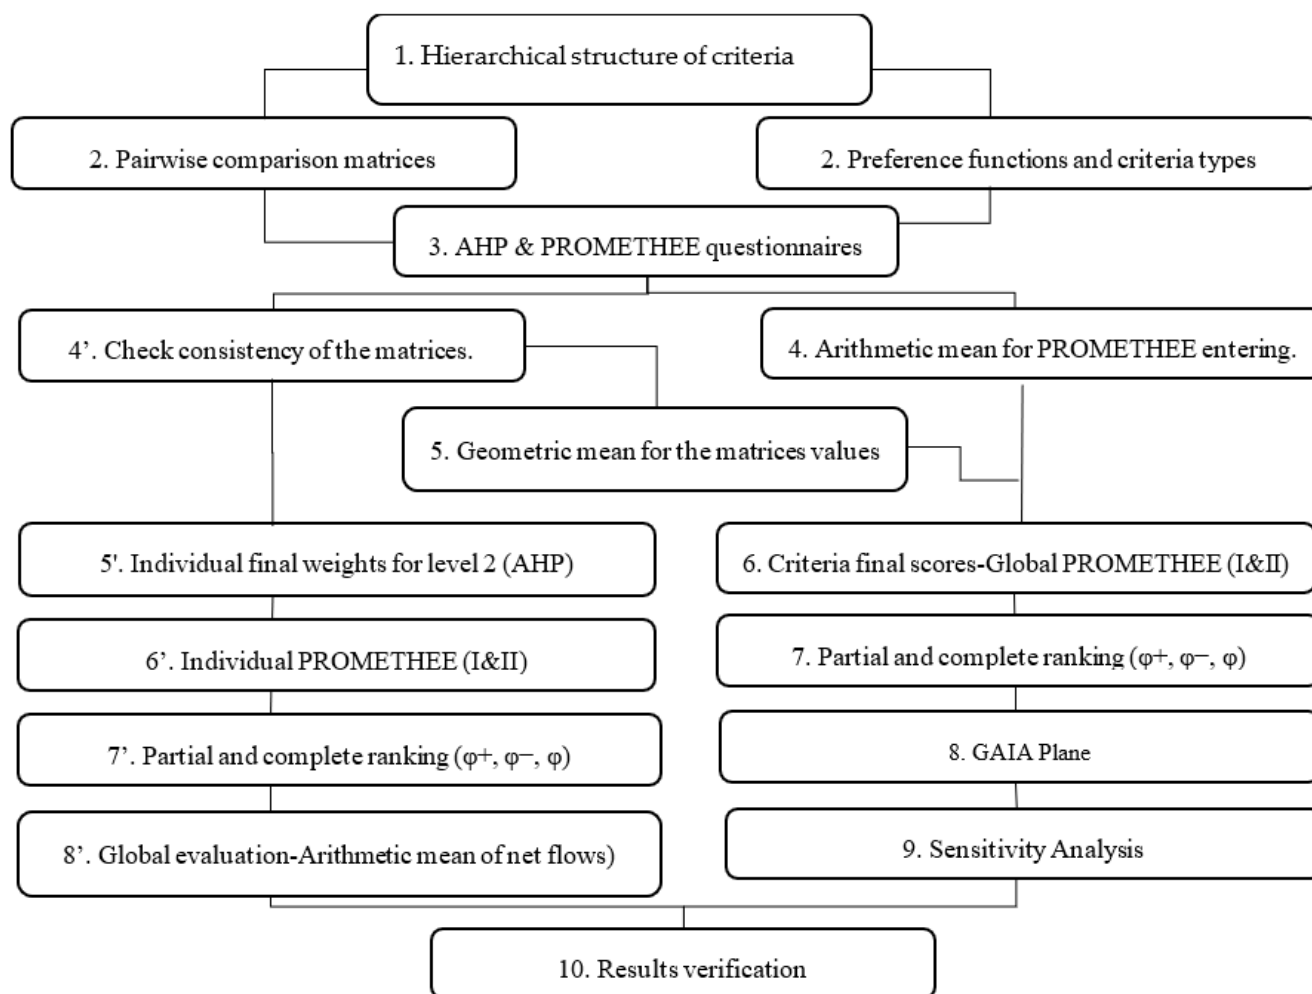 1. Hierarchical structure of criteria
2. Pairwise comparison matrices
2. Preference functions and criteria types
3. AHP & PROMETHEE questionnaires
4’. Check consistency of the matrices.
4. Arithmetic mean for PROMETHEE entering.
5. Geometric mean for the matrices values
5'. Individual final weights for level 2 (AHP)
6. Criteria final scores-Global PROMETHEE (I&II)
6’. Individual PROMETHEE (I&II)
7. Partial and complete ranking (φ+, φ−, φ)
7’. Partial and complete ranking (φ+, φ−, φ)
8. GAIA Plane
8’. Global evaluation-Arithmetic mean of net flows)
9. Sensitivity Analysis
10. Results verification